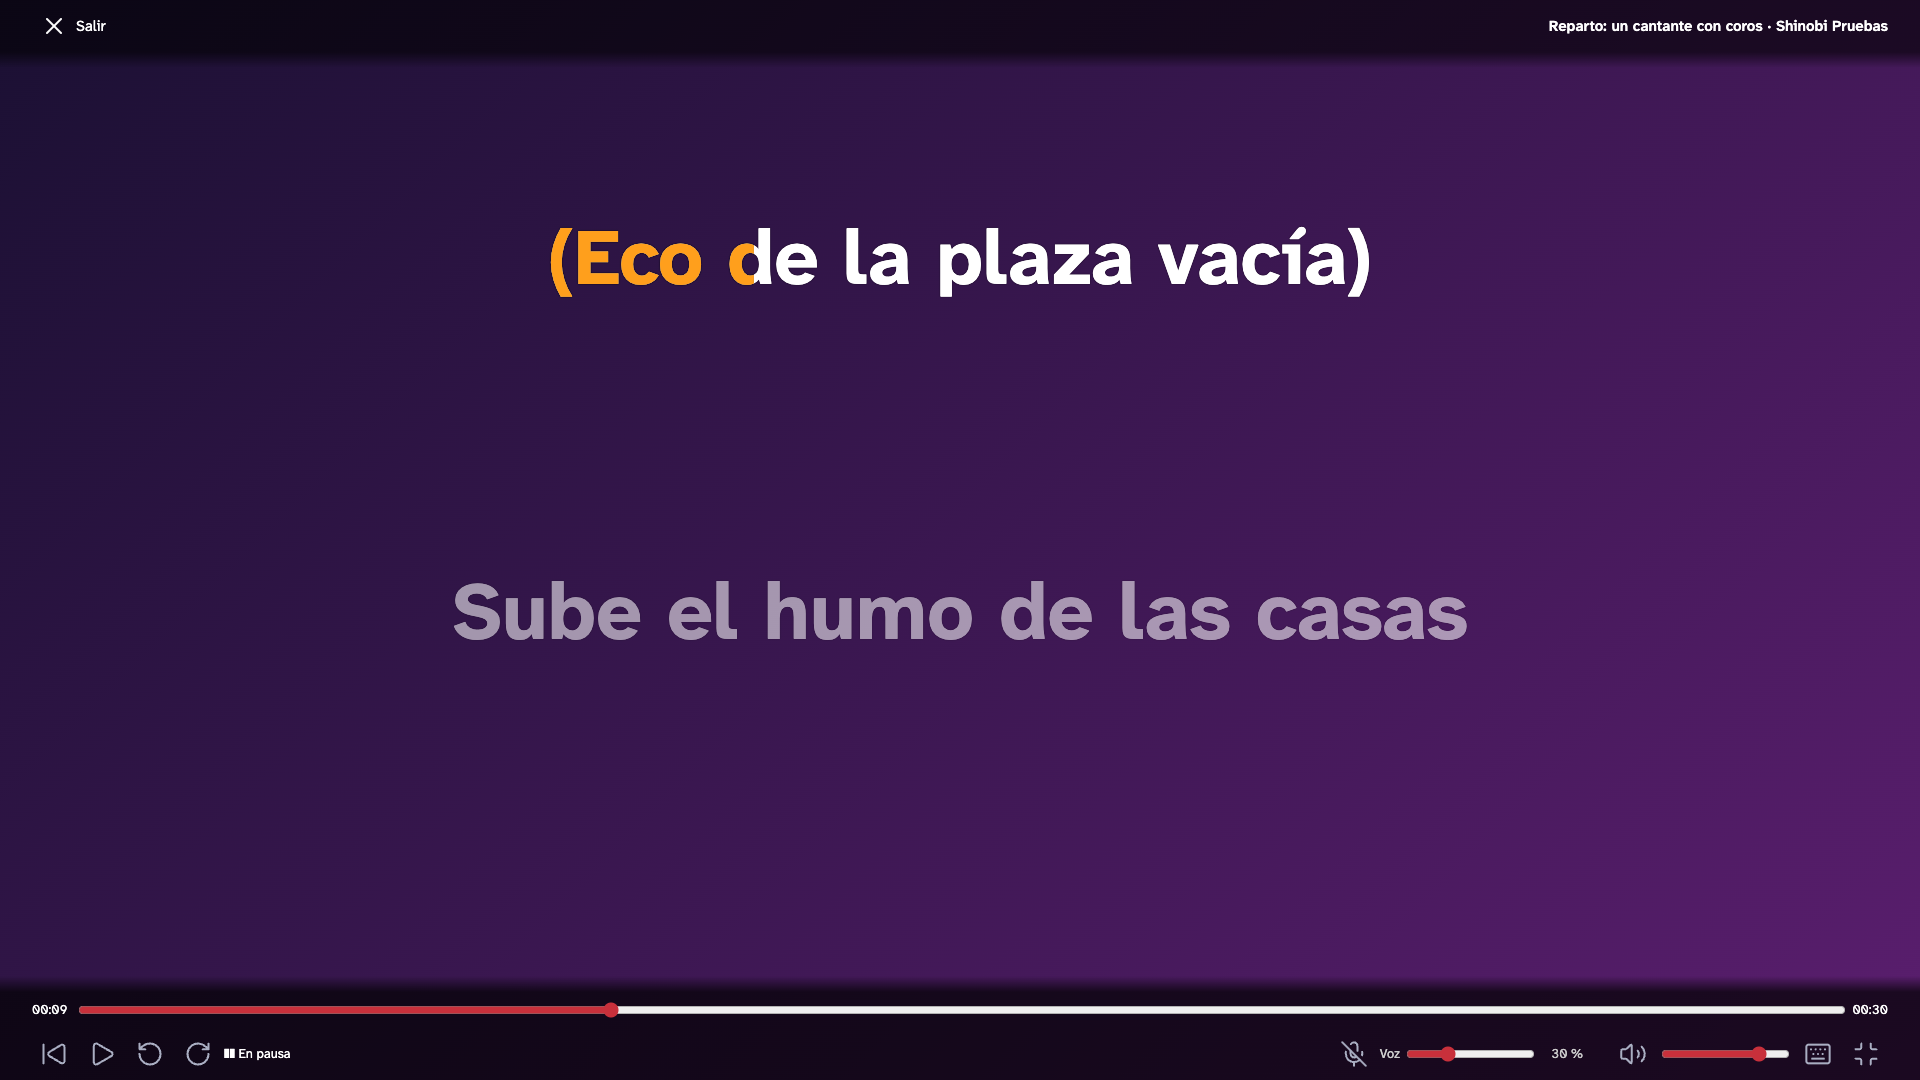 Salir
Reparto: un cantante con coros · Shinobi Pruebas
(Eco de la plaza vacía)
Sube el humo de las casas
00:09
00:30
En pausa
Voz
30 %